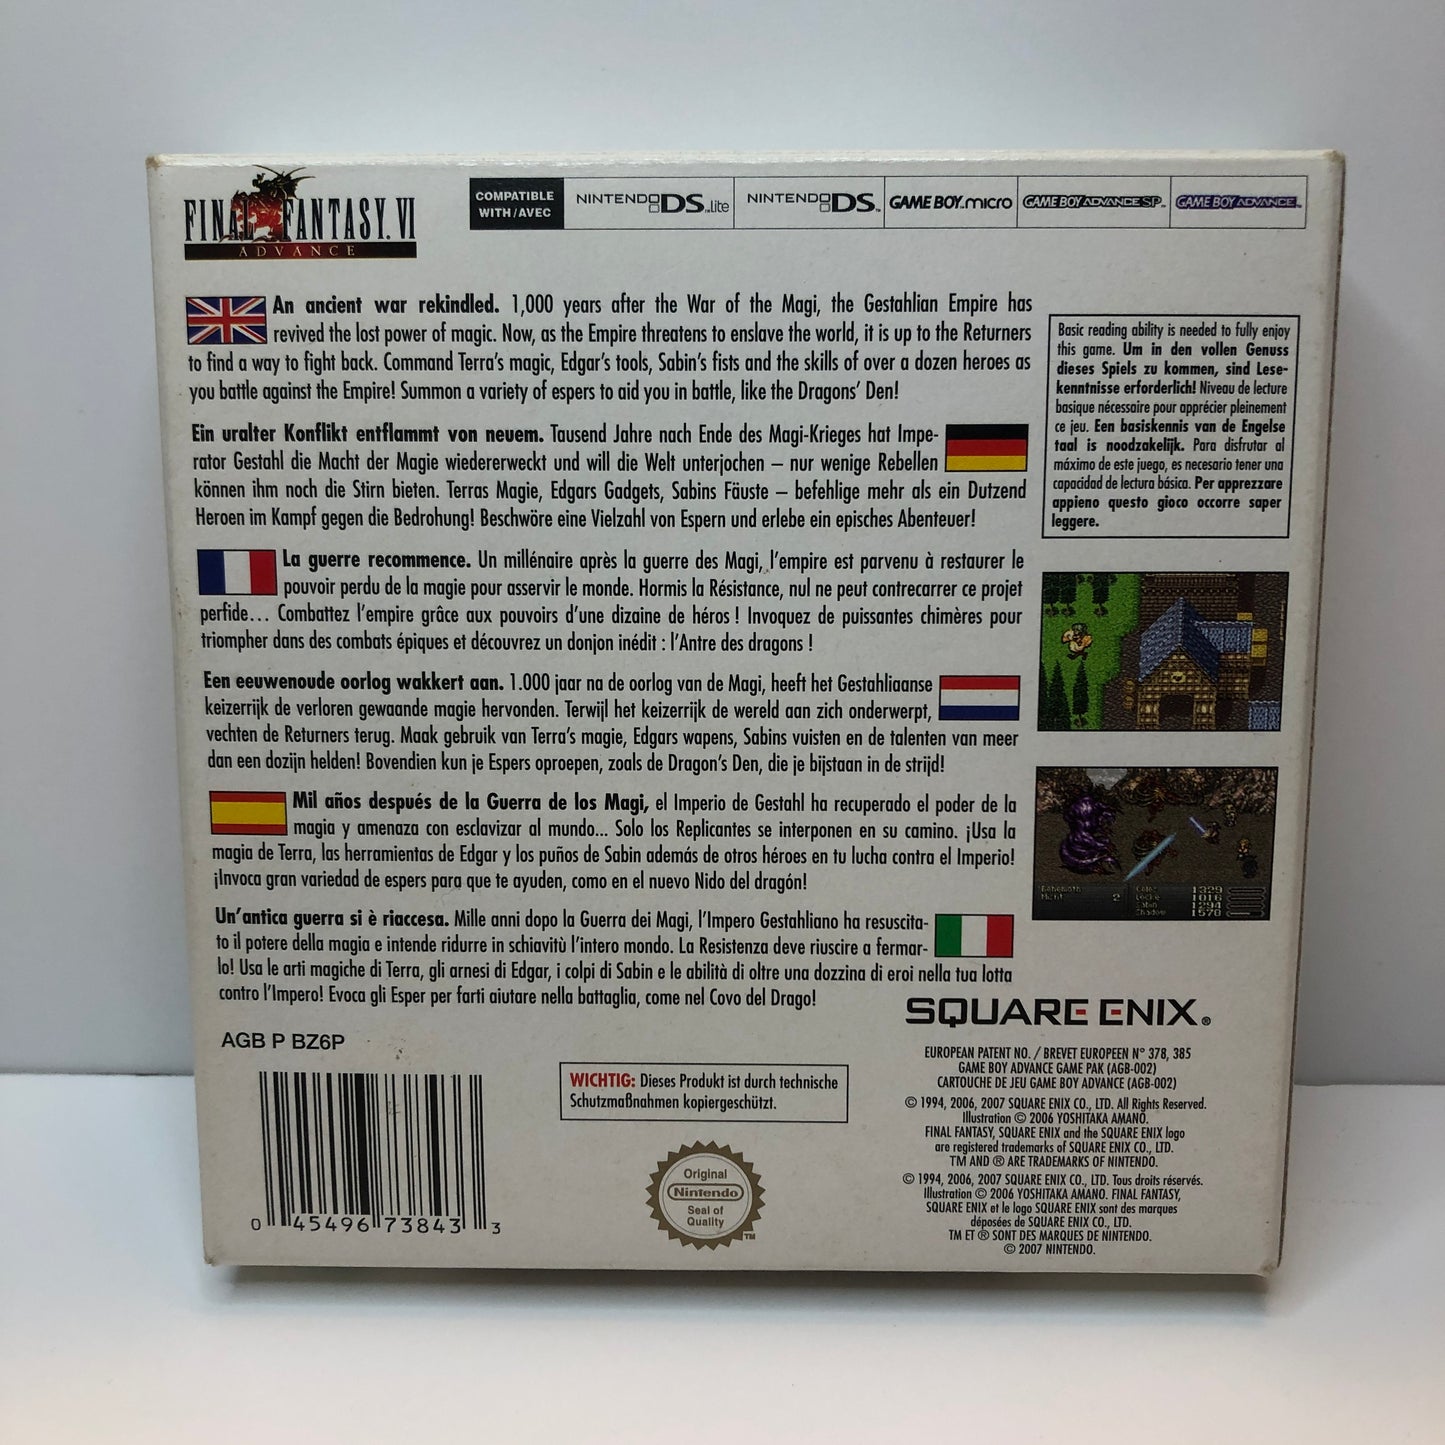 FINAL FANTASY. VI
ADVANCE
COMPATIBLE
WITH/AVEC
NINTENDO DS Lite
NINTENDO DS™
GAME BOY micro
GAME BOY ADVANCE SP™
GAME BOY ADVANCE™
An ancient war rekindled. 1,000 years after the War of the Magi, the Gestahlian Empire has
revived the lost power of magic. Now, as the Empire threatens to enslave the world, it is up to the Returners
to find a way to fight back. Command Terra's magic, Edgar's tools, Sabin's fists and the skills of over a dozen heroes as
you battle against the Empire! Summon a variety of espers to aid you in battle, like the Dragons' Den!
Ein uralter Konflikt entflammt von neuem. Tausend Jahre nach Ende des Magi-Krieges hat Impe-
rator Gestahl die Macht der Magie wiedererweckt und will die Welt unterjochen – nur wenige Rebellen
können ihm noch die Stirn bieten. Terras Magie, Edgars Gadgets, Sabins Fäuste – befehlige mehr als ein Dutzend
Heroen im Kampf gegen die Bedrohung! Beschwöre eine Vielzahl von Espern und erlebe ein episches Abenteuer!
La guerre recommence. Un millénaire après la guerre des Magi, l'empire est parvenu à restaurer le
pouvoir perdu de la magie pour asservir le monde. Hormis la Résistance, nul ne peut contrecarrer ce projet
perfide... Combattez l'empire grâce aux pouvoirs d'une dizaine de héros ! Invoquez de puissantes chimères pour
triompher dans des combats épiques et découvrez un donjon inédit : l'Antre des dragons !
Een eeuwenoude oorlog wakkert aan. 1.000 jaar na de oorlog van de Magi, heeft het Gestahliaanse
keizerrijk de verloren gewaande magie hervonden. Terwijl het keizerrijk de wereld aan zich onderwerpt,
vechten de Returners terug. Maak gebruik van Terra's magie, Edgars wapens, Sabins vuisten en de talenten van meer
dan een dozijn helden! Bovendien kun je Espers oproepen, zoals de Dragon's Den, die je bijstaan in de strijd!
Mil años después de la Guerra de los Magi, el Imperio de Gestahl ha recuperado el poder de la
magia y amenaza con esclavizar al mundo... Solo los Replicantes se interponen en su camino. ¡Usa la
magia de Terra, las herramientas de Edgar y los puños de Sabin además de otros héroes en tu lucha contra el Imperio!
¡Invoca gran variedad de espers para que te ayuden, como en el nuevo Nido del dragón!
Un'antica guerra si è riaccesa. Mille anni dopo la Guerra dei Magi, l'Impero Gestahliano ha resuscita-
to il potere della magia e intende ridurre in schiavitù l'intero mondo. La Resistenza deve riuscire a fermar-
lo! Usa le arti magiche di Terra, gli arnesi di Edgar, i colpi di Sabin e le abilità di oltre una dozzina di eroi nella tua lotta
contro l'Impero! Evoca gli Esper per farti aiutare nella battaglia, come nel Covo del Drago!
Basic reading ability is needed to fully enjoy
this game. Um in den vollen Genuss
dieses Spiels zu kommen, sind Lese-
kenntnisse erforderlich! Niveau de lecture
basique nécessaire pour apprécier pleinement
ce jeu. Een basiskennis van de Engelse
taal is noodzakelijk. Para disfrutar al
máximo de este juego, es necesario tener una
capacidad de lectura básica. Per apprezzare
appieno questo gioco occorre saper
leggere.
Behemoth
Might 2
Celes 1329
Locke 1016
Sabin 1294
Shadow 1570
SQUARE ENIX®
AGB P BZ6P
0 45496 73843 3
WICHTIG: Dieses Produkt ist durch technische
Schutzmaßnahmen kopiergeschützt.
Original
Nintendo
Seal of
Quality
TM
EUROPEAN PATENT NO. / BREVET EUROPEEN N° 378, 385
GAME BOY ADVANCE GAME PAK (AGB-002)
CARTOUCHE DE JEU GAME BOY ADVANCE (AGB-002)
© 1994, 2006, 2007 SQUARE ENIX CO., LTD. All Rights Reserved.
Illustration © 2006 YOSHITAKA AMANO.
FINAL FANTASY, SQUARE ENIX and the SQUARE ENIX logo
are registered trademarks of SQUARE ENIX CO., LTD.
TM AND ® ARE TRADEMARKS OF NINTENDO.
© 1994, 2006, 2007 SQUARE ENIX CO., LTD. Tous droits réservés.
Illustration © 2006 YOSHITAKA AMANO. FINAL FANTASY,
SQUARE ENIX et le logo SQUARE ENIX sont des marques
déposées de SQUARE ENIX CO., LTD.
TM ET ® SONT DES MARQUES DE NINTENDO.
© 2007 NINTENDO.